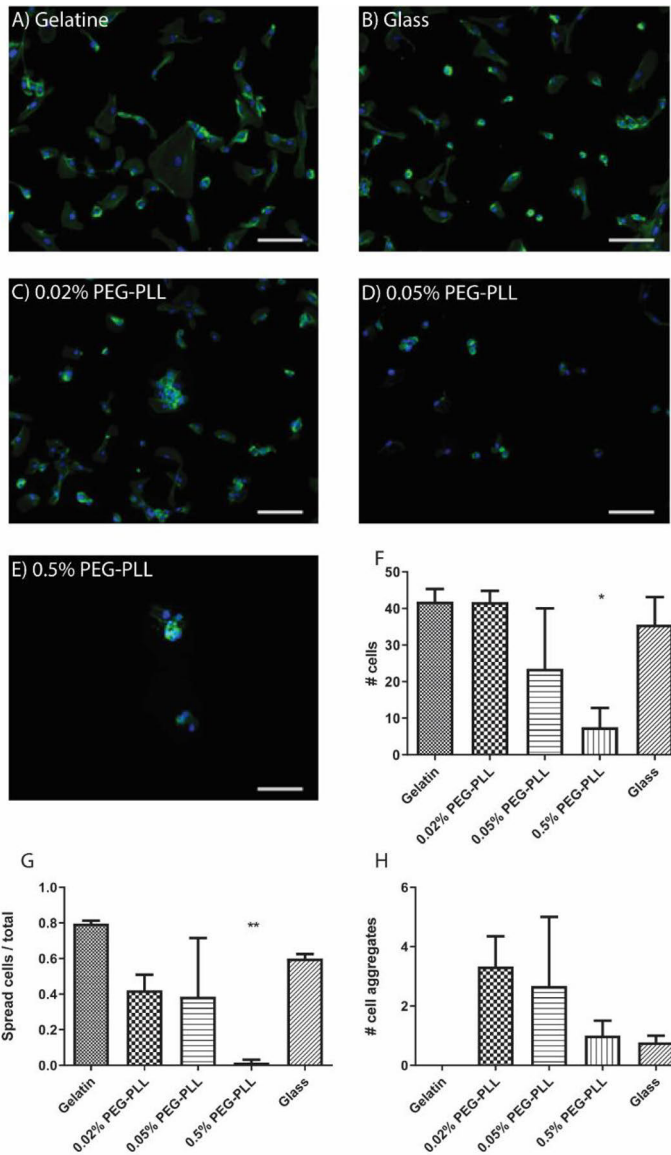 A) Gelatine
B) Glass
C) 0.02% PEG-PLL
D) 0.05% PEG-PLL
E) 0.5% PEG-PLL
F
# cells
50
40
30
20
10
0
*
Gelatin
0.02% PEG-PLL
0.05% PEG-PLL
0.5% PEG-PLL
Glass
G
Spread cells / total
1.0
0.8
0.6
0.4
0.2
0.0
**
Gelatin
0.02% PEG-PLL
0.05% PEG-PLL
0.5% PEG-PLL
Glass
H
# cell aggregates
6
4
2
0
Gelatin
0.02% PEG-PLL
0.05% PEG-PLL
0.5% PEG-PLL
Glass